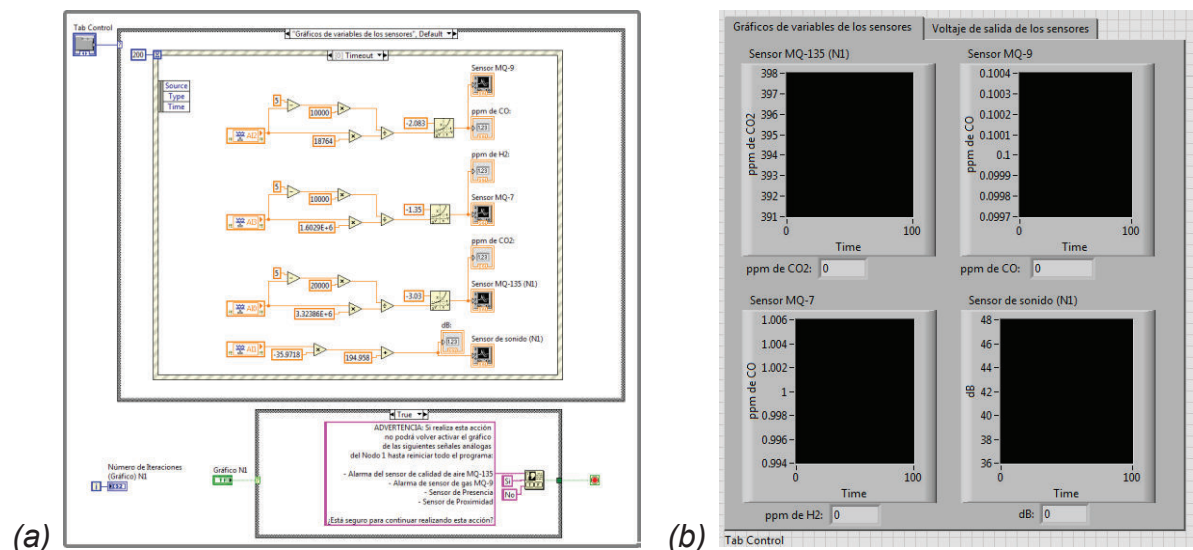 Tab Control
"Gráficos de variables de los sensores", Default
200
[0] Timeout
Source
Type
Time
Sensor MQ-9
5
10000
-2.083
ppm de CO:
1.23
AI2
18764
ppm de H2:
1.23
5
10000
-1.35
Sensor MQ-7
AI3
1.6029E+6
ppm de CO2:
1.23
5
20000
-3.03
Sensor MQ-135 (N1)
3.32386E+6
dB:
1.23
Sensor de sonido (N1)
-35.9718
194.958
True
ADVERTENCIA: Si realiza esta acción
no podrá volver activar el gráfico
de las siguientes señales análogas
del Nodo 1 hasta reiniciar todo el programa:
- Alarma del sensor de calidad de aire MQ-135
- Alarma de sensor de gas MQ-9
- Sensor de Presencia
- Sensor de Proximidad
¿Está seguro para continuar realizando esta acción?
Si
No
Número de Iteraciones
(Gráfico) N1
i
Gráfico N1
TF
(a)
Gráficos de variables de los sensores
Voltaje de salida de los sensores
Sensor MQ-135 (N1)
398
397
396
395
394
393
392
391
ppm de CO2
0
100
Time
ppm de CO2: 0
Sensor MQ-9
0.1004
0.1003
0.1001
0.1
0.0999
0.0998
0.0997
ppm de CO
0
100
Time
ppm de CO: 0
Sensor MQ-7
1.006
1.004
1.002
1
0.998
0.996
0.994
ppm de CO
0
100
Time
ppm de H2: 0
Sensor de sonido (N1)
48
46
44
42
40
38
36
dB
0
100
Time
dB: 0
Tab Control
(b)